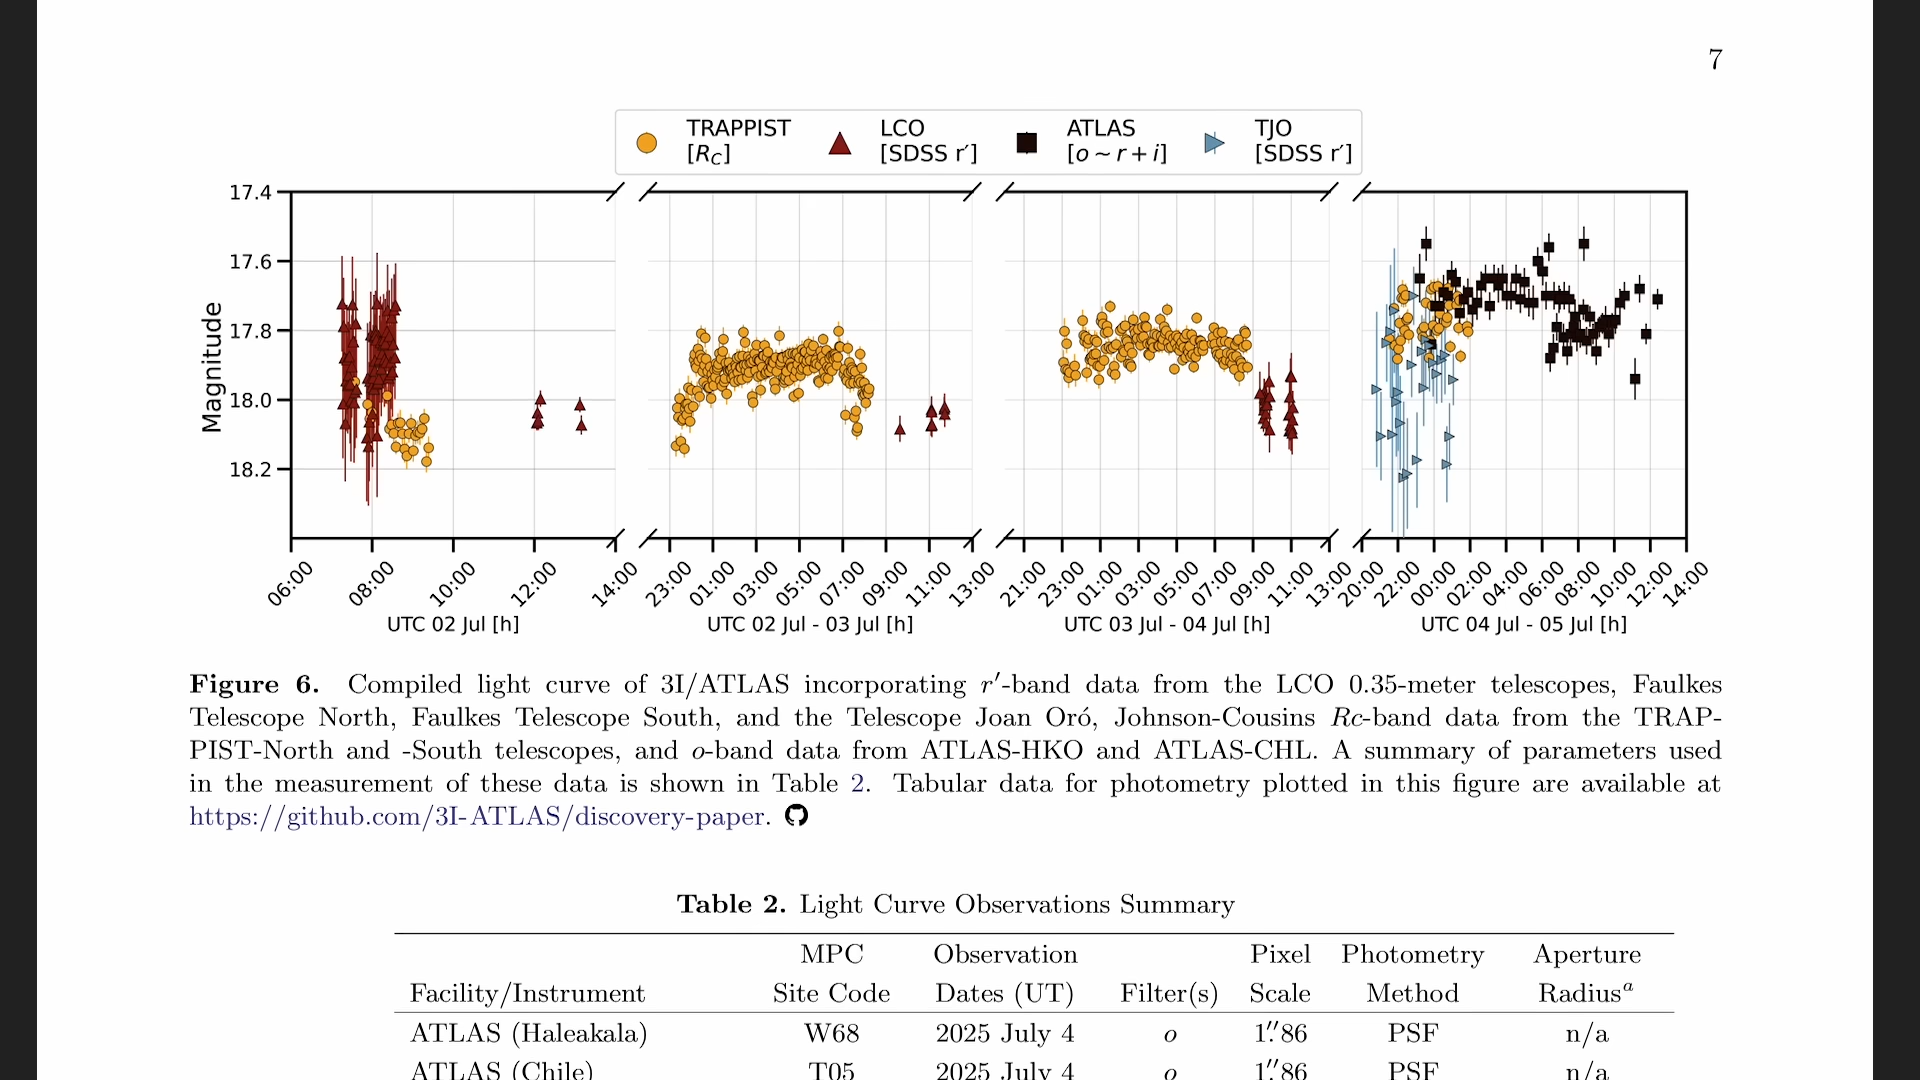 7
TRAPPIST
[R_C]
LCO
[SDSS r′]
ATLAS
[o ~ r + i]
TJO
[SDSS r′]
17.4
17.6
17.8
18.0
18.2
Magnitude
06:00 08:00 10:00 12:00 14:00
23:00 01:00 03:00 05:00 07:00 09:00 11:00 13:00
21:00 23:00 01:00 03:00 05:00 07:00 09:00 11:00 13:00
20:00 22:00 00:00 02:00 04:00 06:00 08:00 10:00 12:00 14:00
UTC 02 Jul [h]
UTC 02 Jul - 03 Jul [h]
UTC 03 Jul - 04 Jul [h]
UTC 04 Jul - 05 Jul [h]
Figure 6. Compiled light curve of 3I/ATLAS incorporating r′-band data from the LCO 0.35-meter telescopes, Faulkes
Telescope North, Faulkes Telescope South, and the Telescope Joan Oró, Johnson-Cousins Rc-band data from the TRAP-
PIST-North and -South telescopes, and o-band data from ATLAS-HKO and ATLAS-CHL. A summary of parameters used
in the measurement of these data is shown in Table 2. Tabular data for photometry plotted in this figure are available at
https://github.com/3I-ATLAS/discovery-paper.
Table 2. Light Curve Observations Summary
MPC Observation Pixel Photometry Aperture
Facility/Instrument Site Code Dates (UT) Filter(s) Scale Method Radius^a
ATLAS (Haleakala) W68 2025 July 4 o 1.″86 PSF n/a
ATLAS (Chile) T05 2025 July 4 o 1.″86 PSF n/a